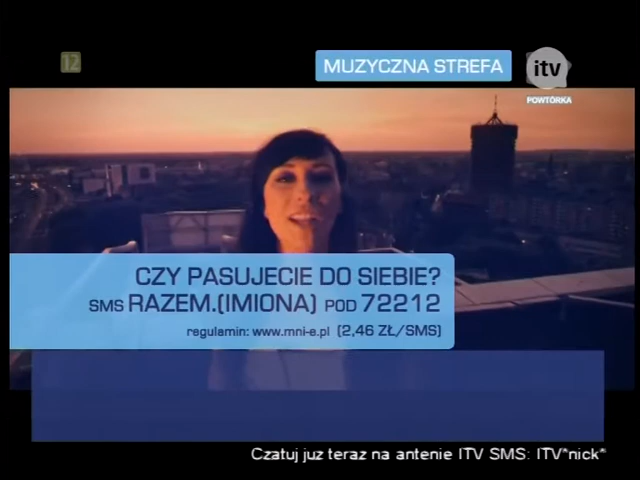 12
MUZYCZNA STREFA
itv
POWTÓRKA
CZY PASUJECIE DO SIEBIE?
SMS RAZEM.(IMIONA) POD 72212
regulamin: www.mni-e.pl (2,46 ZŁ/SMS)
Czatuj juz teraz na antenie ITV SMS: ITV*nick*